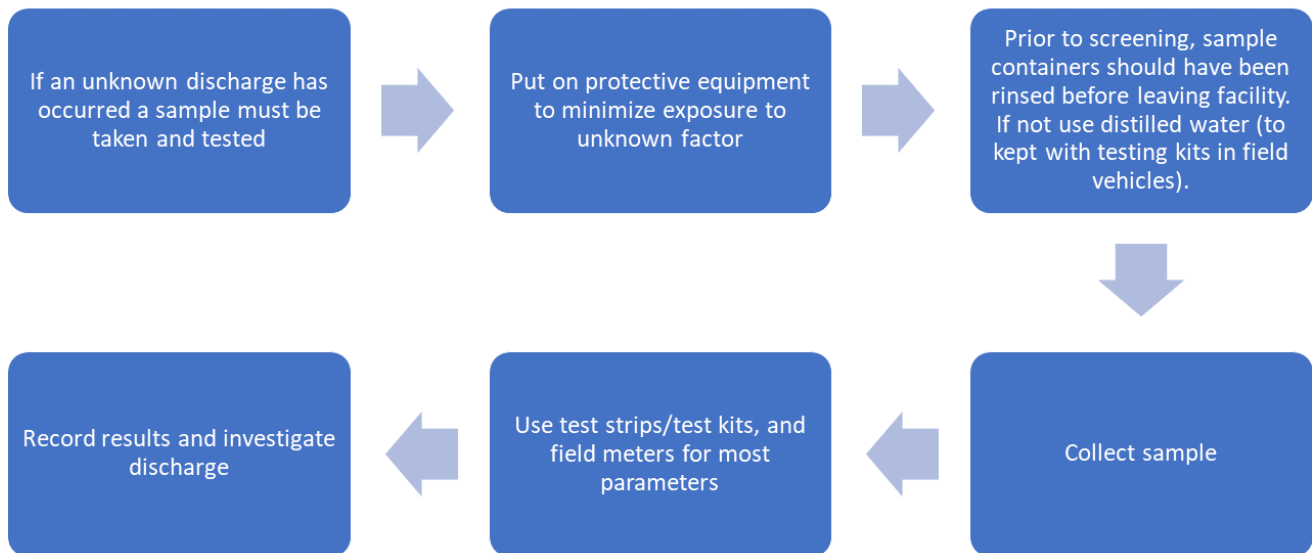 If an unknown discharge has
occurred a sample must be
taken and tested
Put on protective equipment
to minimize exposure to
unknown factor
Prior to screening, sample
containers should have been
rinsed before leaving facility.
If not use distilled water (to
kept with testing kits in field
vehicles).
Collect sample
Use test strips/test kits, and
field meters for most
parameters
Record results and investigate
discharge